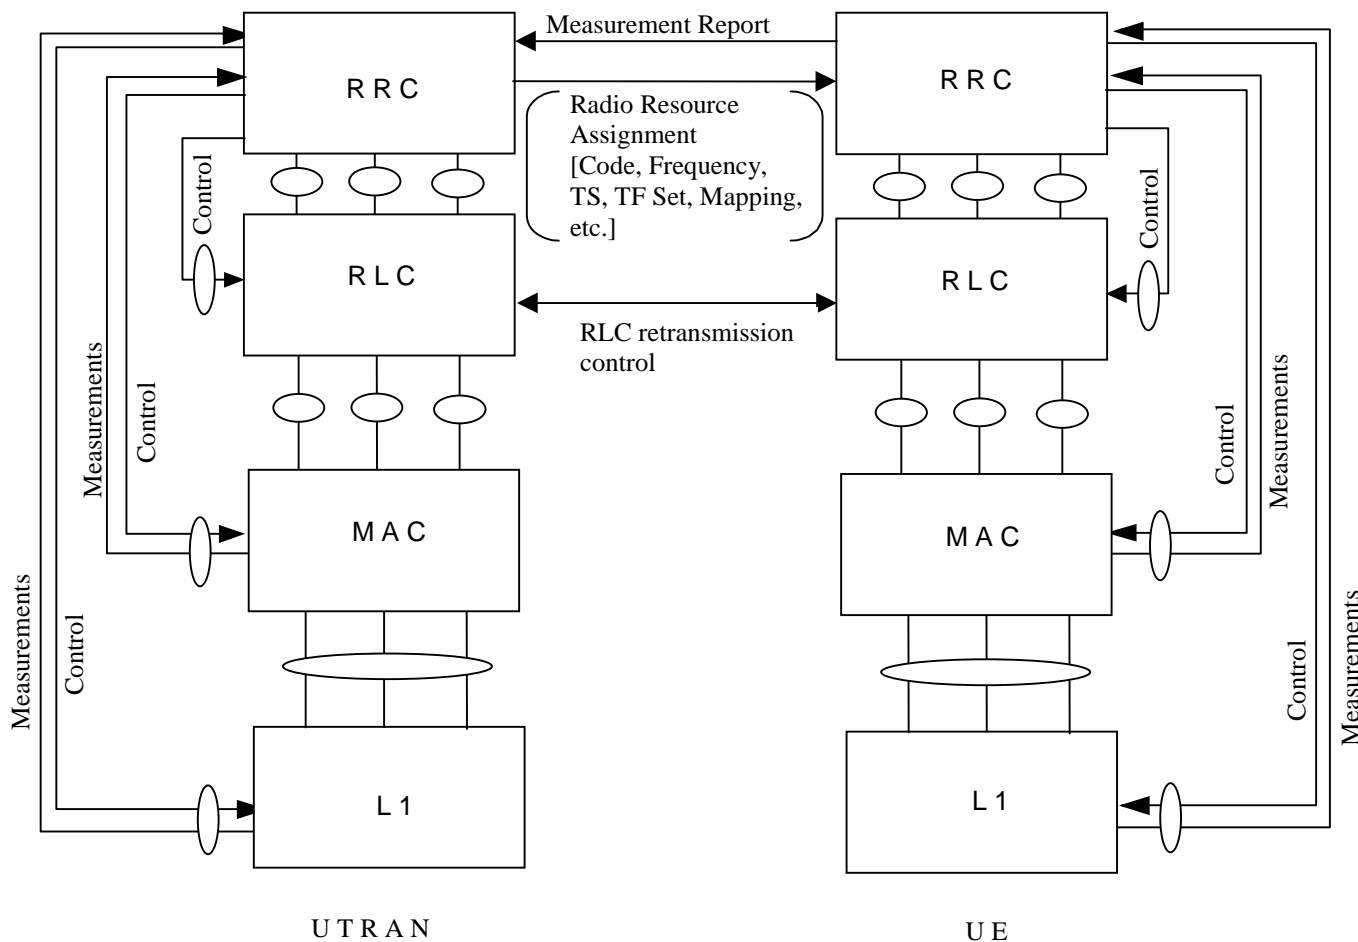 Measurement Report
R R C
R R C
Radio Resource
Assignment
[Code, Frequency,
TS, TF Set, Mapping,
etc.]
Control
Control
R L C
R L C
RLC retransmission
control
Measurements
Control
Control
Measurements
M A C
M A C
Measurements
Control
Control
Measurements
L 1
L 1
U T R A N
U E